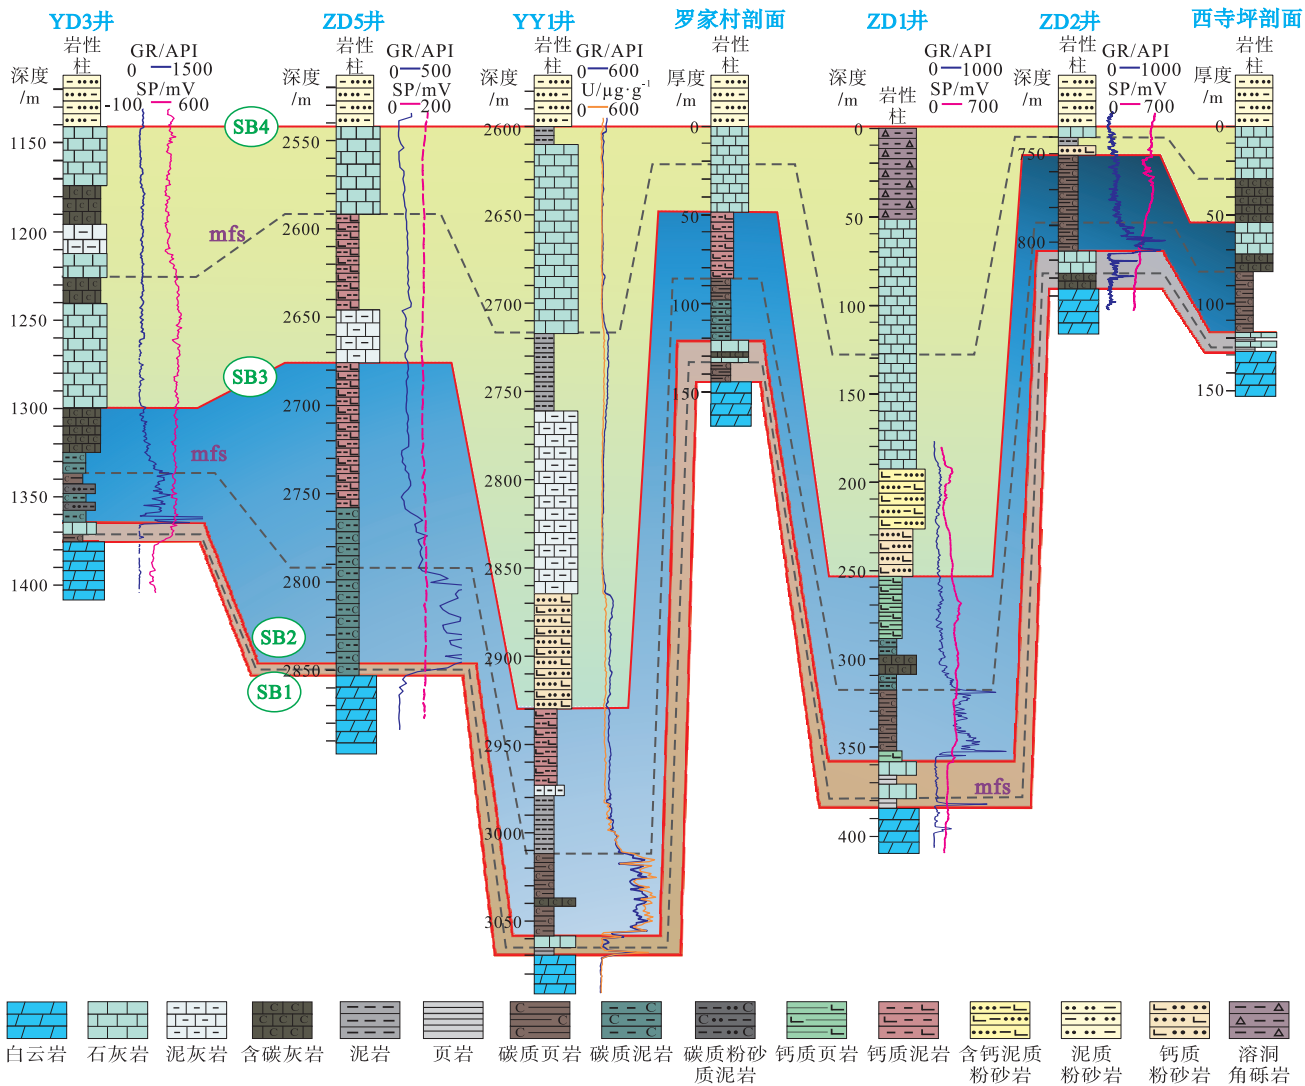 YD3井
ZD5井
YY1井
罗家村剖面
ZD1井
ZD2井
西寺坪剖面
深度
/m
岩性
柱
GR/API
0 1500
SP/mV
-100 600
深度
/m
岩性
柱
GR/API
0 500
SP/mV
0 200
深度
/m
岩性
柱
GR/API
0 600
U/μg·g⁻¹
0 600
厚度
/m
岩性
柱
深度
/m
岩性
柱
GR/API
0 1000
SP/mV
0 700
深度
/m
岩性
柱
GR/API
0 1000
SP/mV
0 700
厚度
/m
岩性
柱
1150
1200
1250
1300
1350
1400
2550
2600
2650
2700
2750
2800
2850
2600
2650
2700
2750
2800
2850
2900
2950
3000
3050
0
50
100
150
0
50
100
150
200
250
300
350
400
750
800
0
50
100
150
SB4
SB3
SB2
SB1
mfs
mfs
mfs
白云岩
石灰岩
泥灰岩
含碳灰岩
泥岩
页岩
碳质页岩
碳质泥岩
碳质粉砂
质泥岩
钙质页岩
钙质泥岩
含钙泥质
粉砂岩
泥质
粉砂岩
钙质
粉砂岩
溶洞
角砾岩